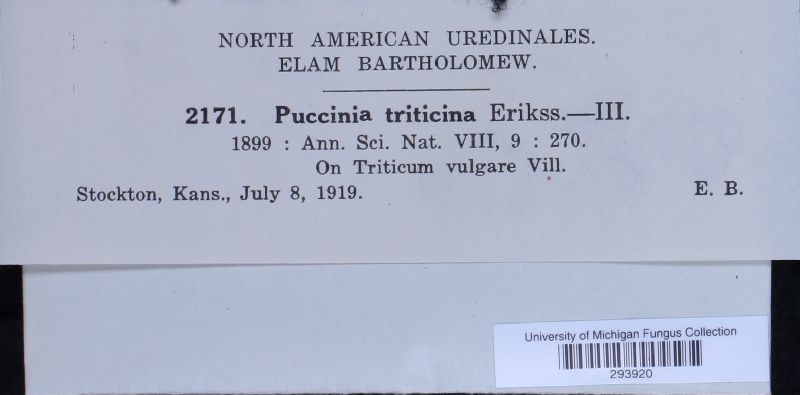 NORTH AMERICAN UREDINALES.
ELAM BARTHOLOMEW.
2171. Puccinia triticina Erikss.—III.
1899 : Ann. Sci. Nat. VIII, 9 : 270.
On Triticum vulgare Vill.
Stockton, Kans., July 8, 1919. E. B.
University of Michigan Fungus Collection
293920